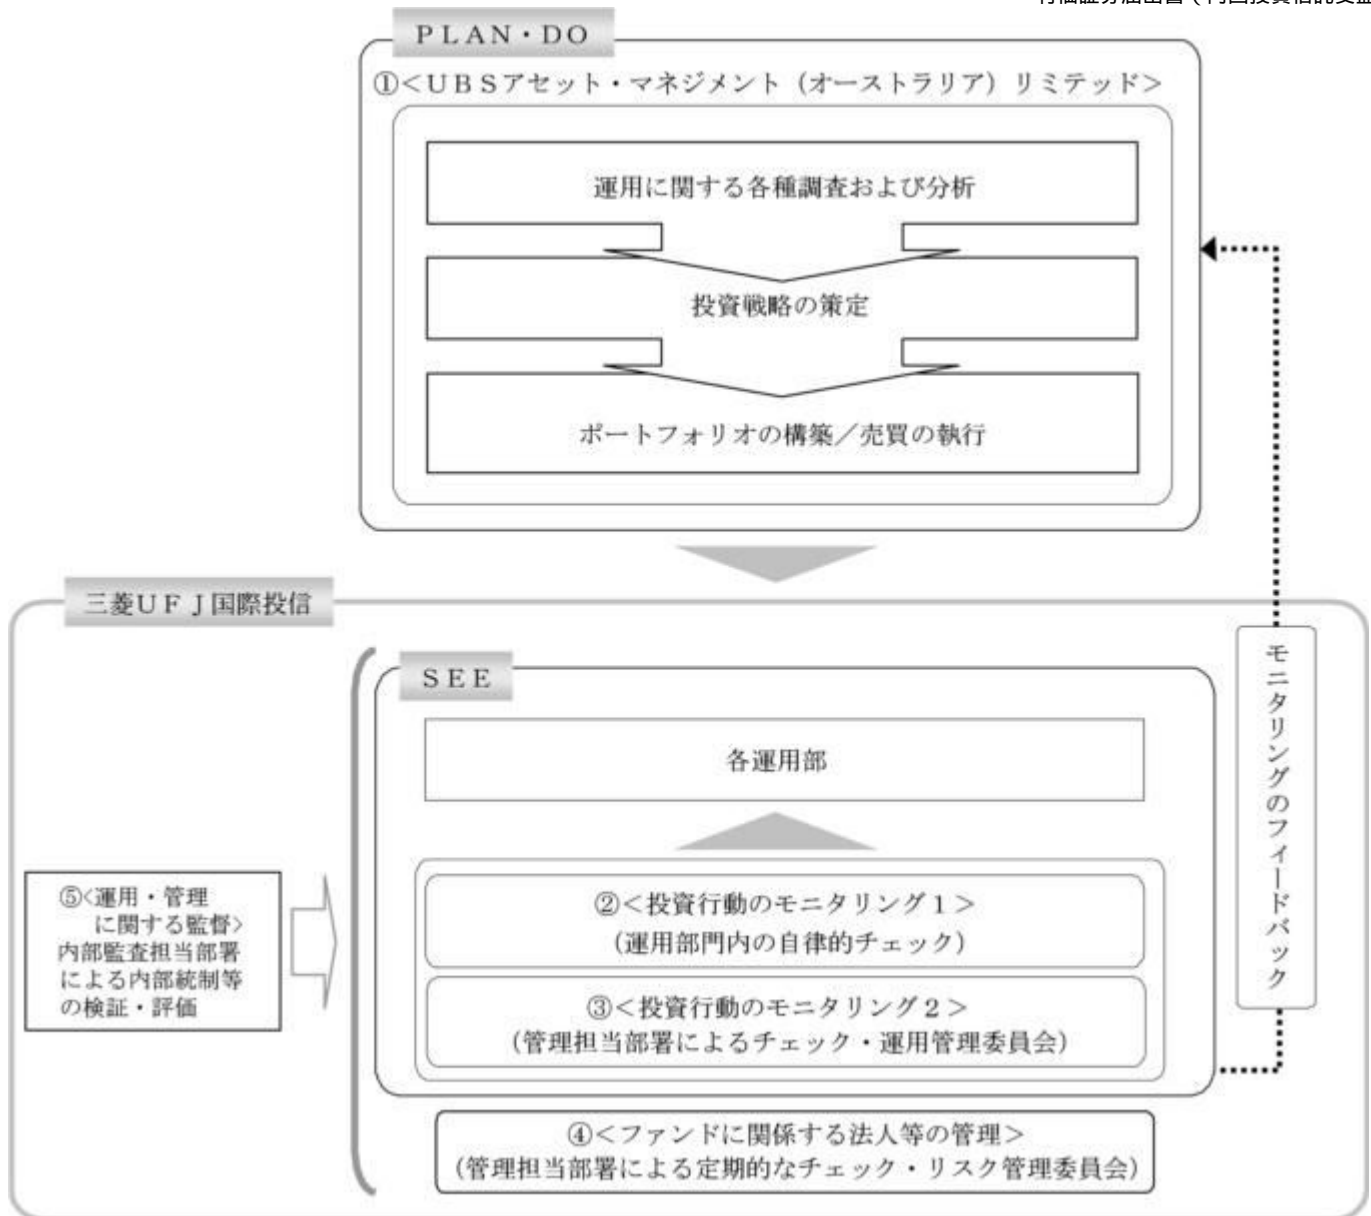 PLAN・DO
①<UBSアセット・マネジメント(オーストラリア)リミテッド>
運用に関する各種調査および分析
投資戦略の策定
ポートフォリオの構築/売買の執行
三菱UFJ国際投信
SEE
各運用部
②<投資行動のモニタリング1>
(運用部門内の自律的チェック)
③<投資行動のモニタリング2>
(管理担当部署によるチェック・運用管理委員会)
④<ファンドに関係する法人等の管理>
(管理担当部署による定期的なチェック・リスク管理委員会)
⑤<運用・管理
に関する監督>
内部監査担当部署
による内部統制等
の検証・評価
モニタリングのフィードバック